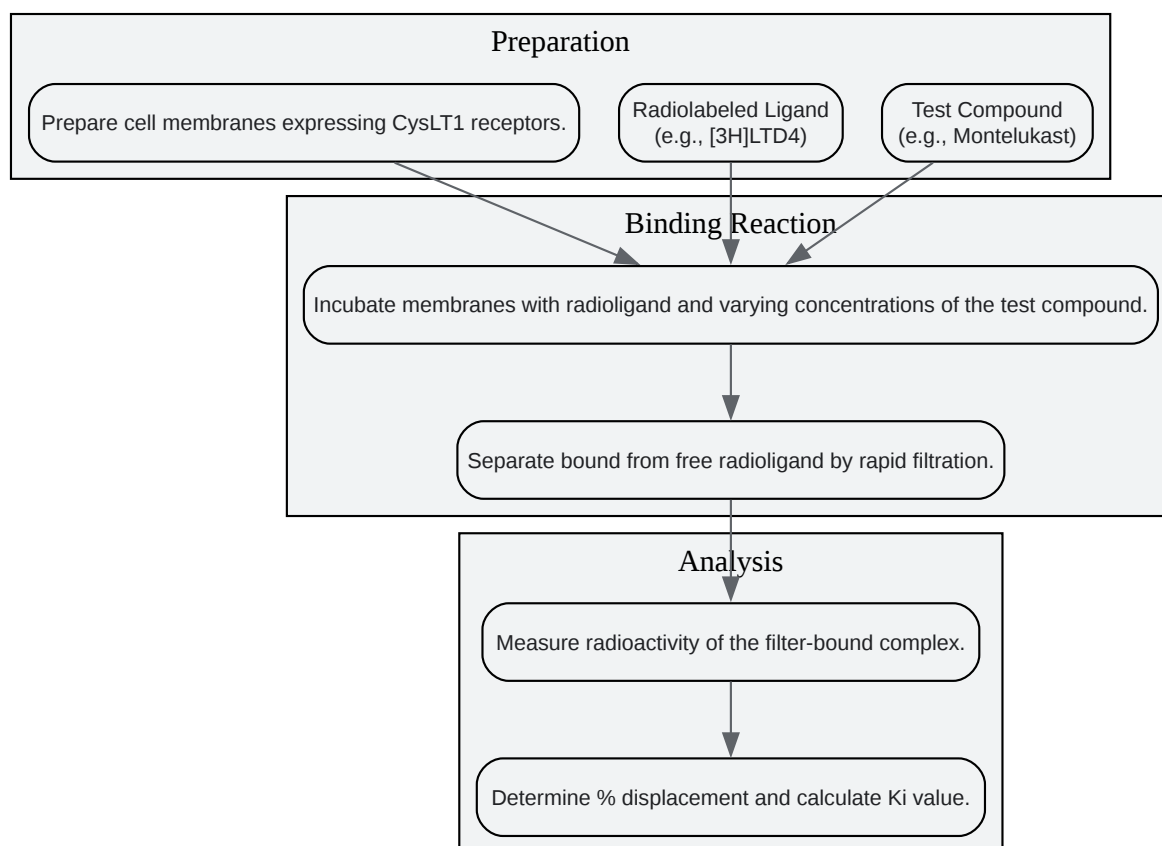 Preparation
Prepare cell membranes expressing CysLT1 receptors.
Radiolabeled Ligand
(e.g., [3H]LTD4)
Test Compound
(e.g., Montelukast)
Binding Reaction
Incubate membranes with radioligand and varying concentrations of the test compound.
Separate bound from free radioligand by rapid filtration.
Analysis
Measure radioactivity of the filter-bound complex.
Determine % displacement and calculate Ki value.